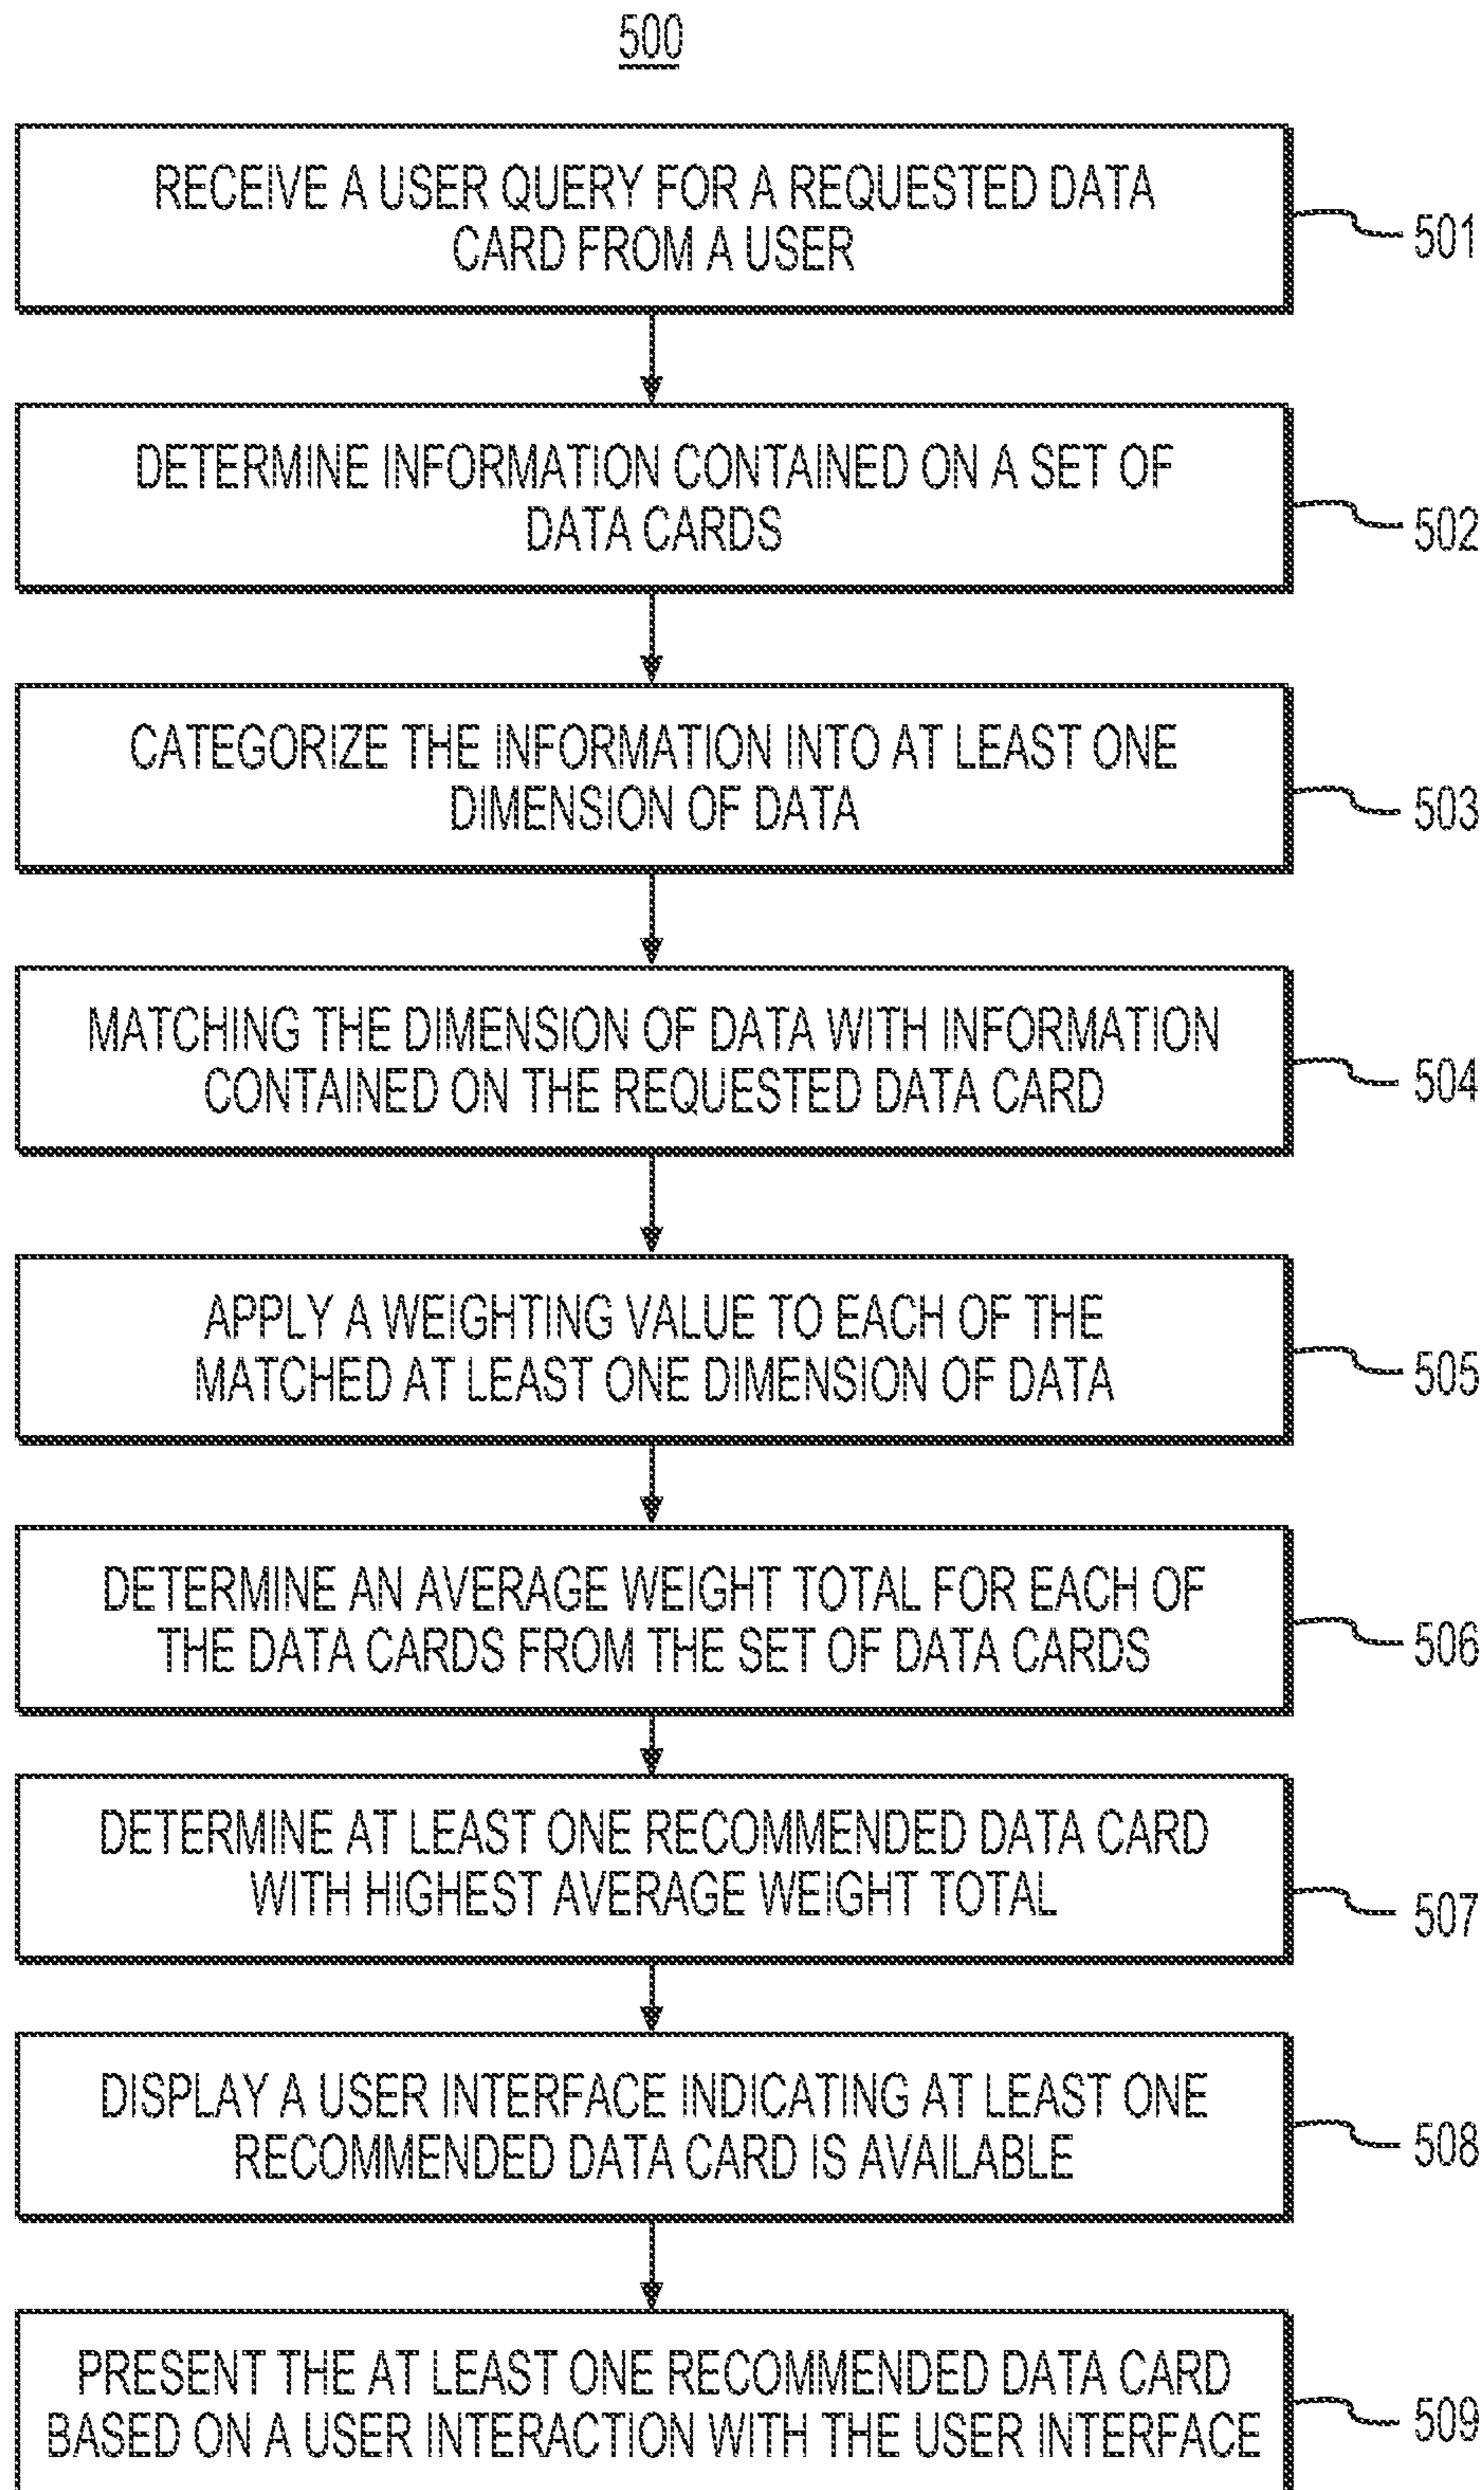 500
RECEIVE A USER QUERY FOR A REQUESTED DATA
CARD FROM A USER
501
DETERMINE INFORMATION CONTAINED ON A SET OF
DATA CARDS
502
CATEGORIZE THE INFORMATION INTO AT LEAST ONE
DIMENSION OF DATA
503
MATCHING THE DIMENSION OF DATA WITH INFORMATION
CONTAINED ON THE REQUESTED DATA CARD
504
APPLY A WEIGHTING VALUE TO EACH OF THE
MATCHED AT LEAST ONE DIMENSION OF DATA
505
DETERMINE AN AVERAGE WEIGHT TOTAL FOR EACH OF
THE DATA CARDS FROM THE SET OF DATA CARDS
506
DETERMINE AT LEAST ONE RECOMMENDED DATA CARD
WITH HIGHEST AVERAGE WEIGHT TOTAL
507
DISPLAY A USER INTERFACE INDICATING AT LEAST ONE
RECOMMENDED DATA CARD IS AVAILABLE
508
PRESENT THE AT LEAST ONE RECOMMENDED DATA CARD
BASED ON A USER INTERACTION WITH THE USER INTERFACE
509